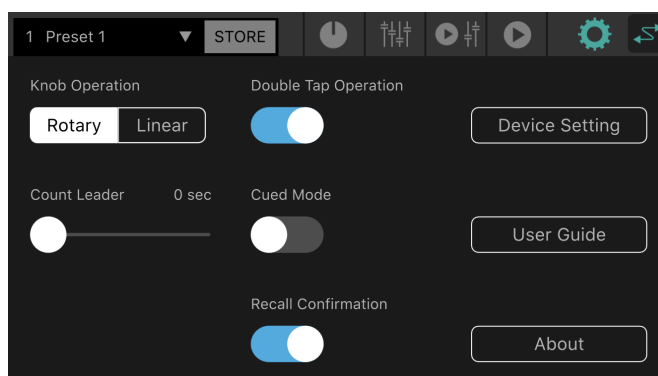 1 Preset 1 ▼ STORE
Knob Operation
Double Tap Operation
Rotary Linear
Device Setting
Count Leader 0 sec
Cued Mode
User Guide
Recall Confirmation
About